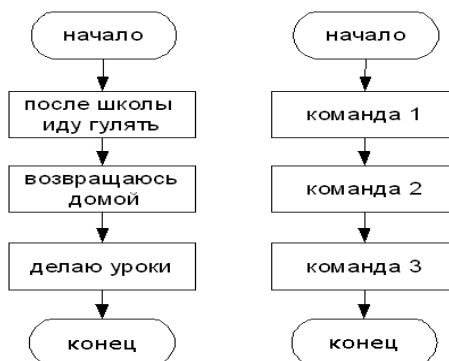 начало
после школы
иду гулять
возвращаюсь
домой
делаю уроки
конец
начало
команда 1
команда 2
команда 3
конец